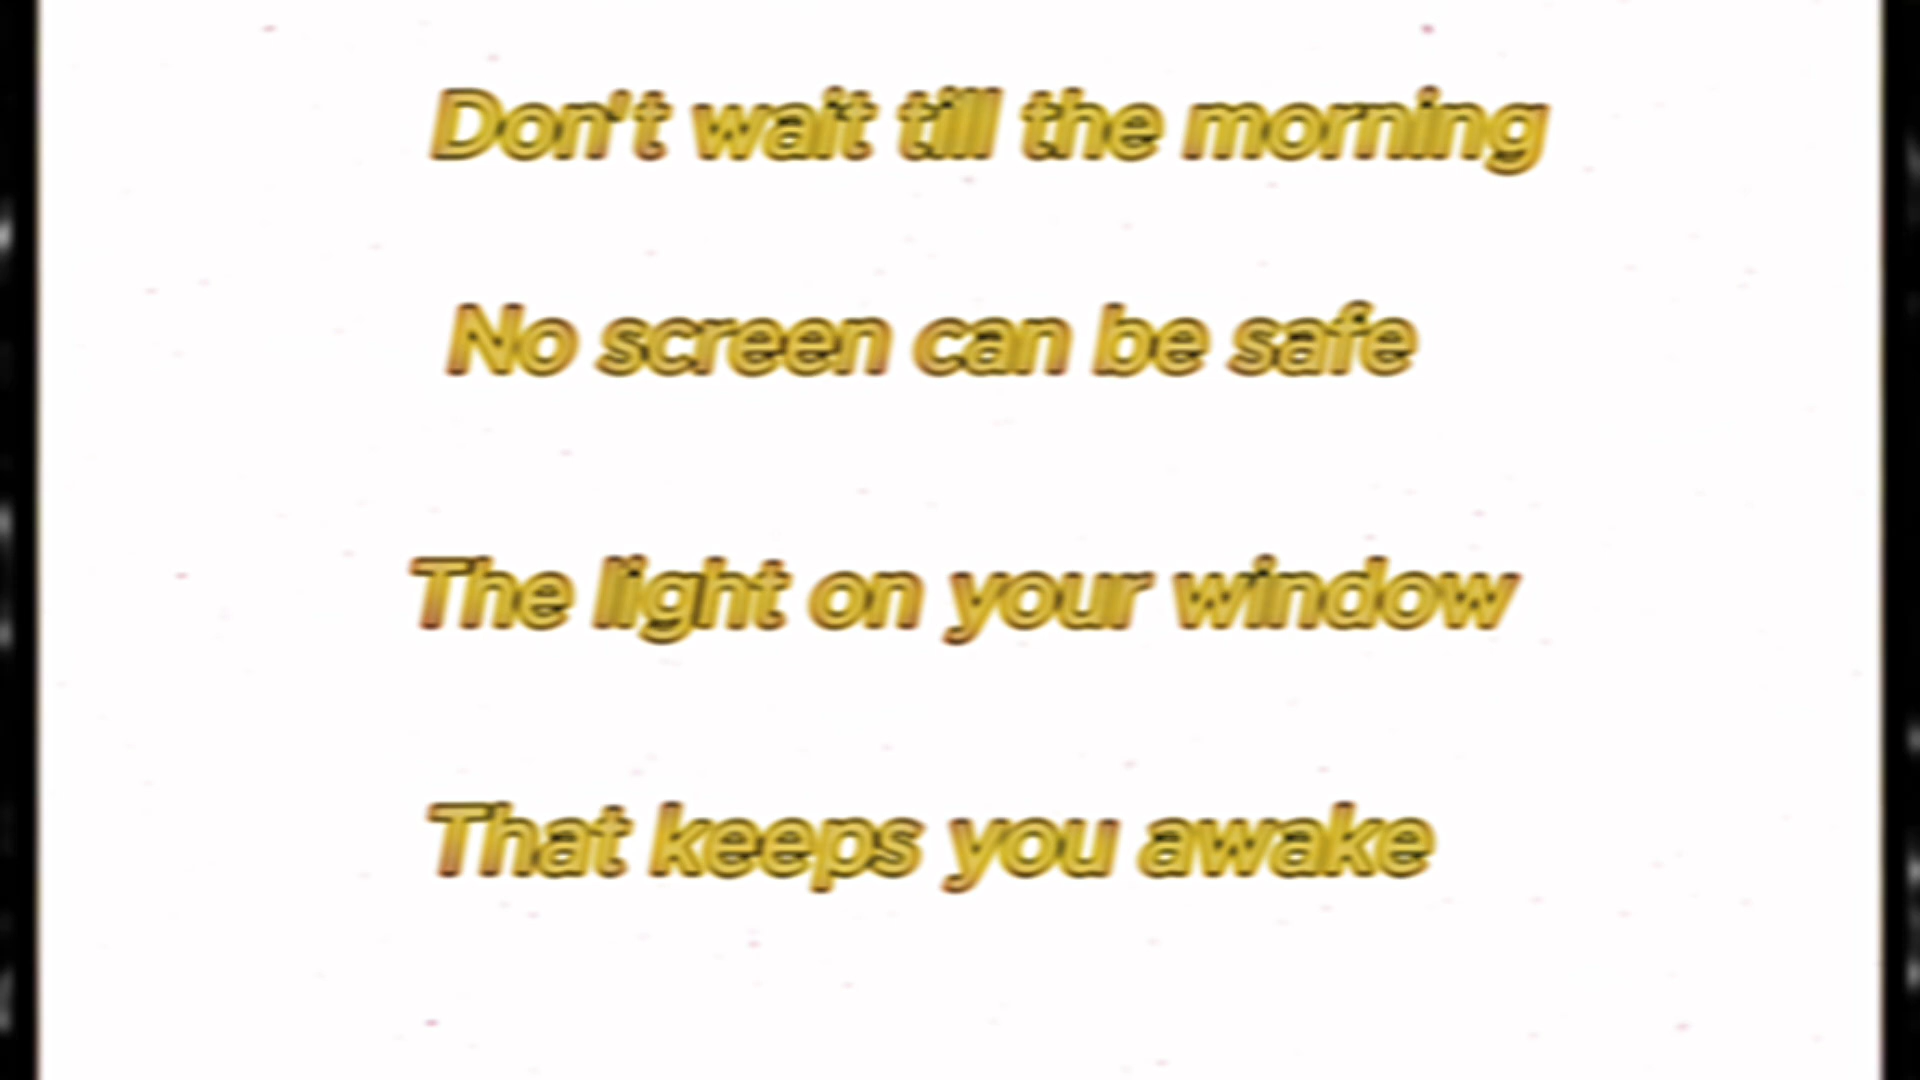 Don't wait till the morning
No screen can be safe
The light on your window
That keeps you awake